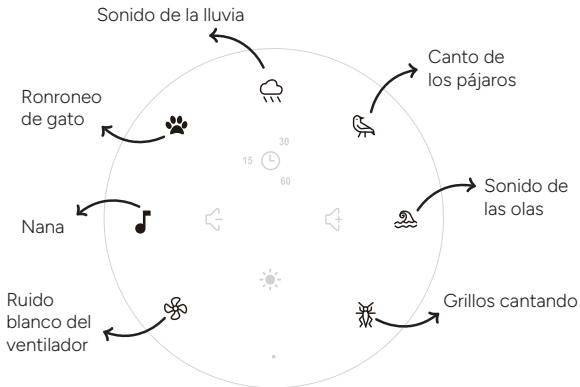 Sonido de la lluvia
Canto de
los pájaros
Ronroneo
de gato
30
15
60
Sonido de
las olas
Nana
Ruido
blanco del
ventilador
Grillos cantando